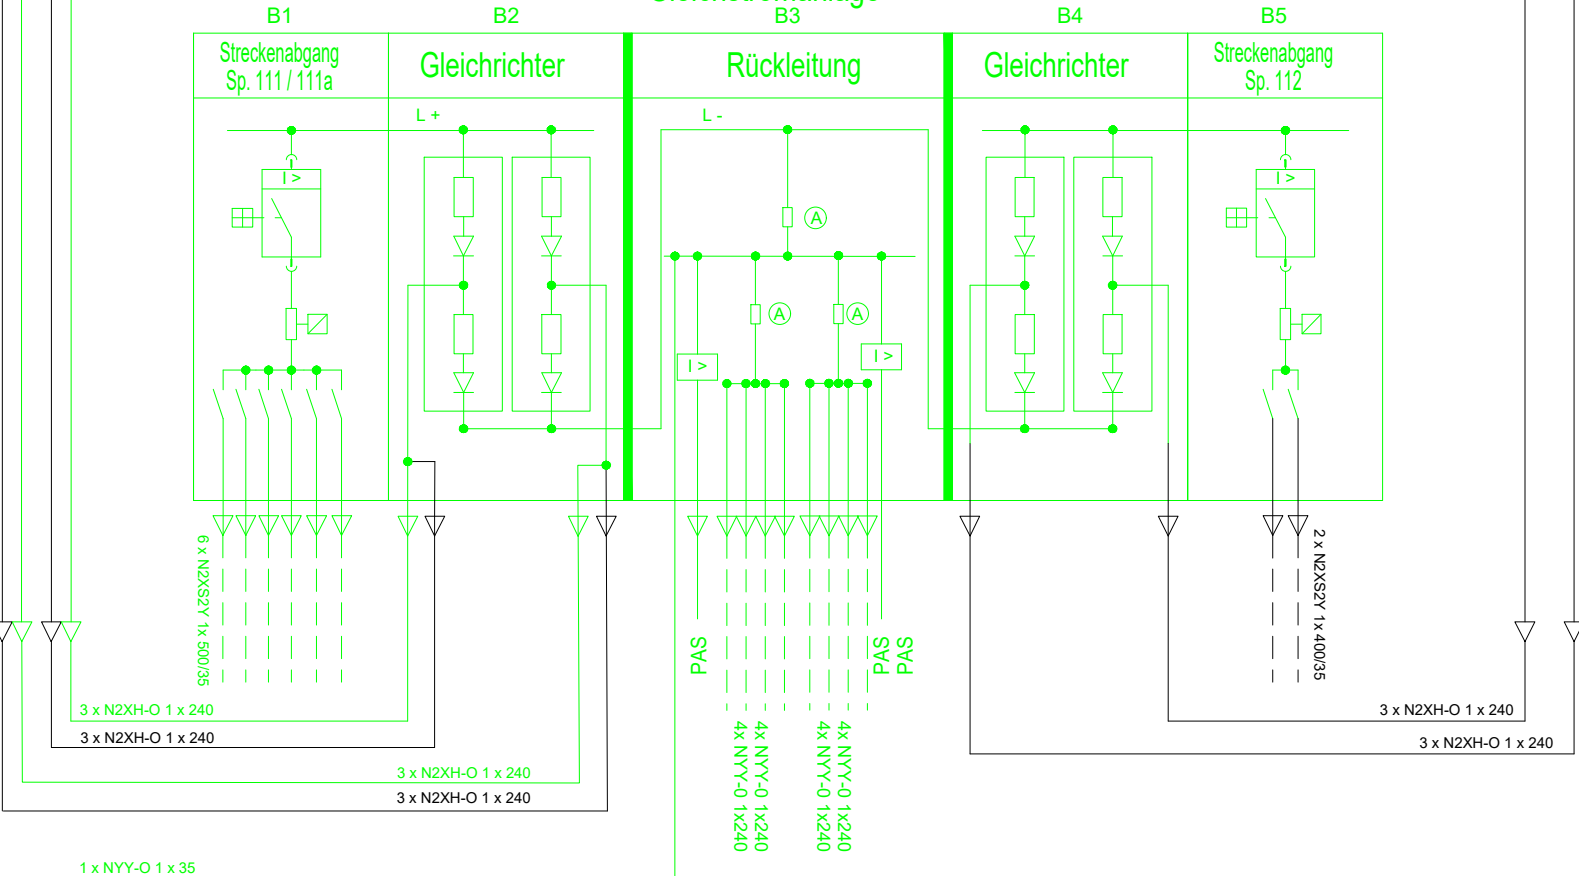 B1
B2
B3
B4
B5
Streckenabgang
Sp. 111 / 111a
Gleichrichter
Rückleitung
Gleichrichter
Streckenabgang
Sp. 112
L +
L -
I >
I >
A
A
A
I >
I >
6 x N2XS2Y 1x 500/35
2 x N2XS2Y 1x 400/35
PAS
PAS
PAS
3 x N2XH-O 1 x 240
3 x N2XH-O 1 x 240
3 x N2XH-O 1 x 240
3 x N2XH-O 1 x 240
4x NYY-0 1x240
4x NYY-0 1x240
4x NYY-0 1x240
4x NYY-0 1x240
3 x N2XH-O 1 x 240
3 x N2XH-O 1 x 240
1 x NYY-O 1 x 35